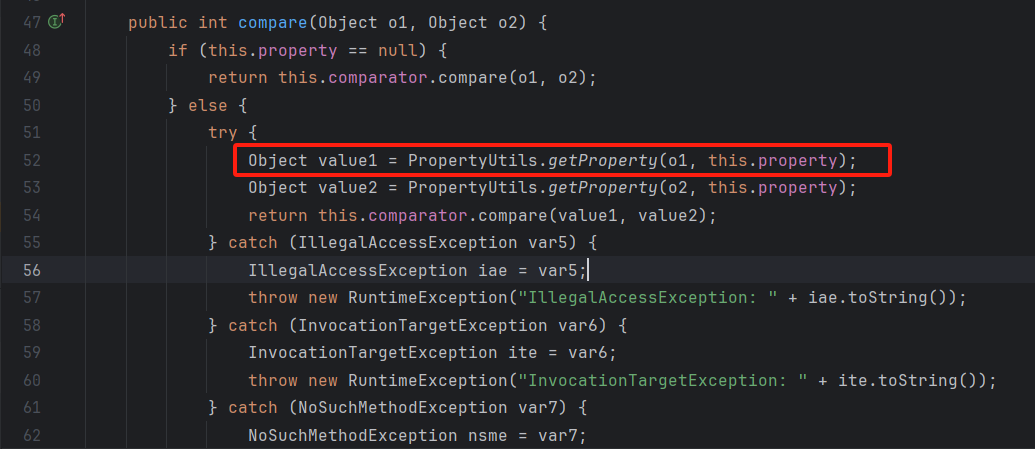 47 public int compare(Object o1, Object o2) {
48 if (this.property == null) {
49 return this.comparator.compare(o1, o2);
50 } else {
51 try {
52 Object value1 = PropertyUtils.getProperty(o1, this.property);
53 Object value2 = PropertyUtils.getProperty(o2, this.property);
54 return this.comparator.compare(value1, value2);
55 } catch (IllegalAccessException var5) {
56 IllegalAccessException iae = var5;
57 throw new RuntimeException("IllegalAccessException: " + iae.toString());
58 } catch (InvocationTargetException var6) {
59 InvocationTargetException ite = var6;
60 throw new RuntimeException("InvocationTargetException: " + ite.toString());
61 } catch (NoSuchMethodException var7) {
62 NoSuchMethodException nsme = var7;